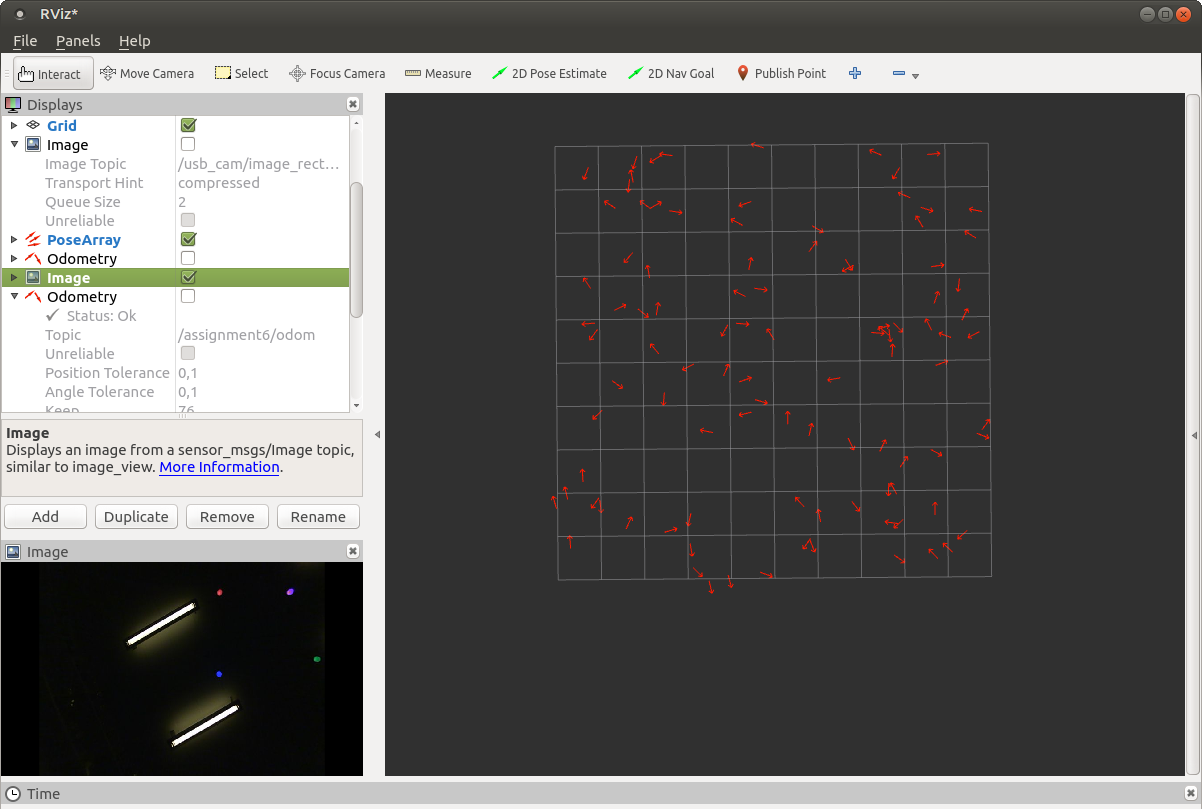 RViz*
File Panels Help
Interact Move Camera Select Focus Camera Measure 2D Pose Estimate 2D Nav Goal Publish Point
Displays
Grid
Image
Image Topic /usb_cam/image_rect...
Transport Hint compressed
Queue Size 2
Unreliable
PoseArray
Odometry
Image
Odometry
Status: Ok
Topic /assignment6/odom
Unreliable
Position Tolerance 0,1
Angle Tolerance 0,1
Keep 76
Image
Displays an image from a sensor_msgs/Image topic,
similar to image_view. More Information.
Add Duplicate Remove Rename
Image
Time